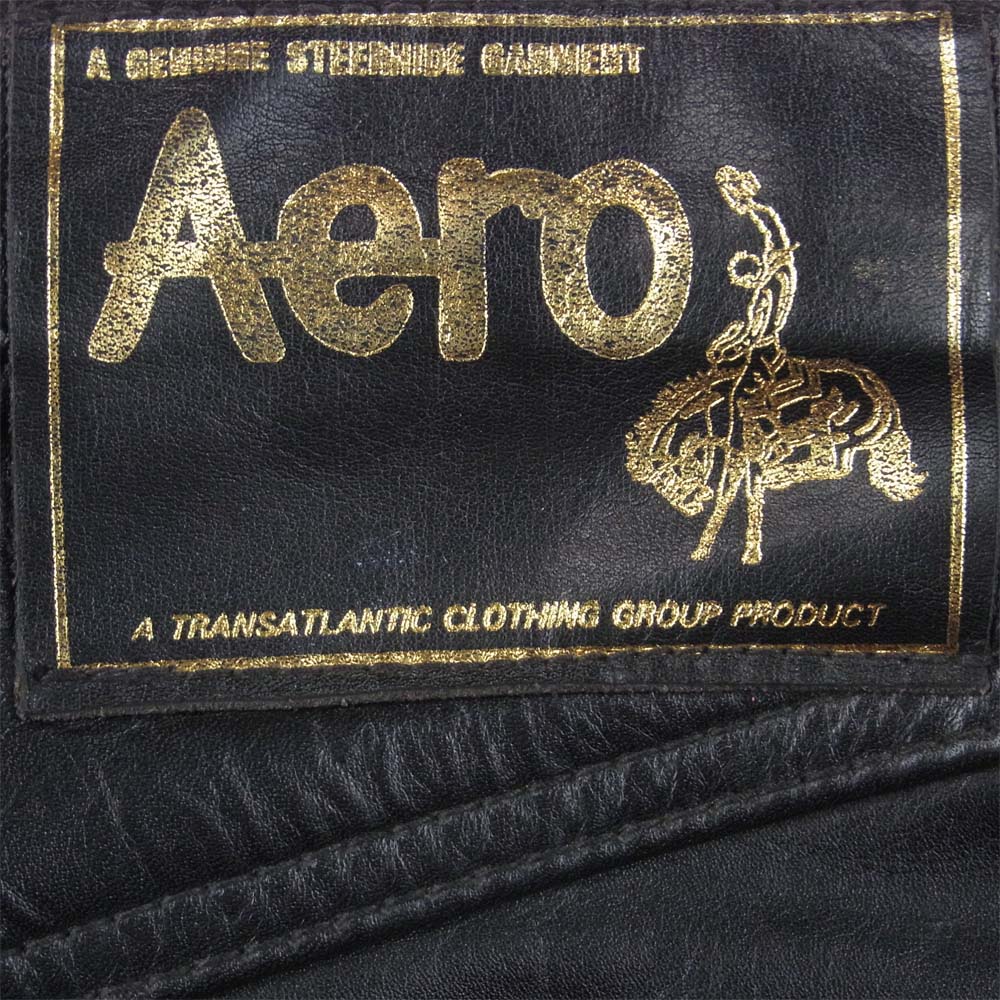 A GENUINE STEERHIDE GARMENT
Aero
A TRANSATLANTIC CLOTHING GROUP PRODUCT